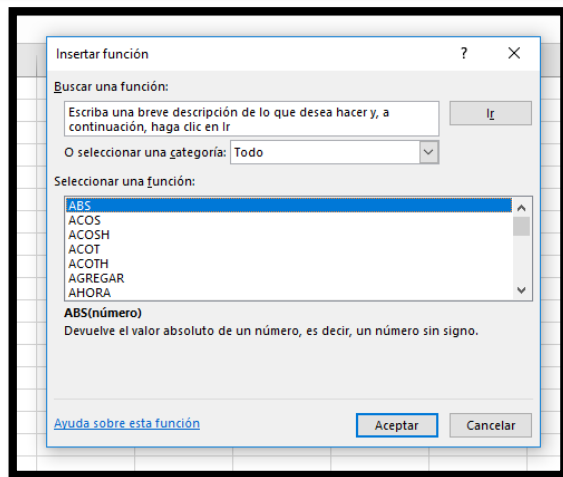 Insertar función ? X
Buscar una función:
Escriba una breve descripción de lo que desea hacer y, a
continuación, haga clic en Ir
Ir
O seleccionar una categoría: Todo
Seleccionar una función:
ABS
ACOS
ACOSH
ACOT
ACOTH
AGREGAR
AHORA
ABS(número)
Devuelve el valor absoluto de un número, es decir, un número sin signo.
Ayuda sobre esta función
Aceptar
Cancelar